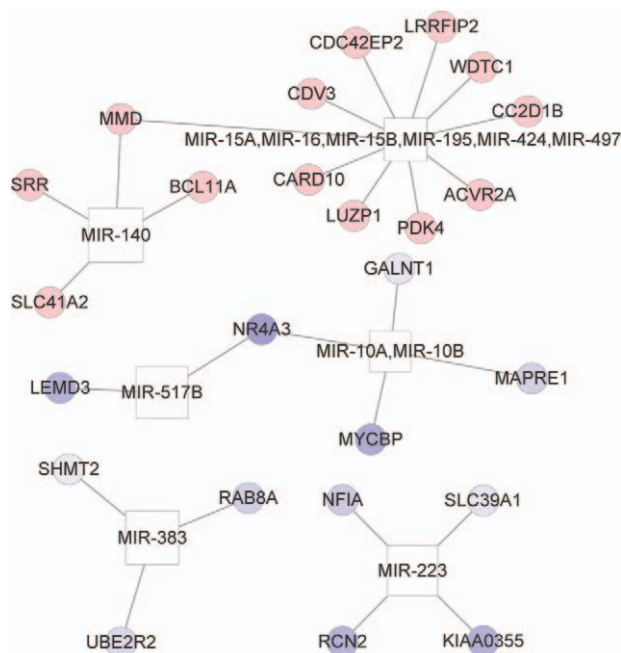 LRRFIP2
CDC42EP2
WDTC1
CDV3
CC2D1B
MMD
MIR-15A,MIR-16,MIR-15B,MIR-195,MIR-424,MIR-497
SRR
BCL11A
CARD10
ACVR2A
LUZP1
PDK4
MIR-140
GALNT1
SLC41A2
NR4A3
MIR-10A,MIR-10B
LEMD3
MIR-517B
MAPRE1
MYCBP
SHMT2
RAB8A
NFIA
SLC39A1
MIR-383
MIR-223
UBE2R2
RCN2
KIAA0355